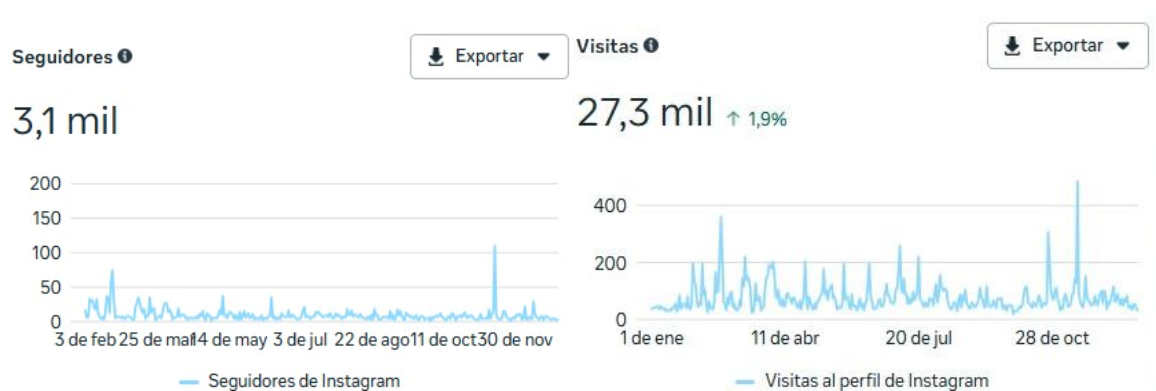 Seguidores
Exportar
3,1 mil
200
150
100
50
0
3 de feb 25 de mar 14 de may 3 de jul 22 de ago 11 de oct 30 de nov
Seguidores de Instagram
Visitas
Exportar
27,3 mil ↑ 1,9%
400
200
0
1 de ene 11 de abr 20 de jul 28 de oct
Visitas al perfil de Instagram